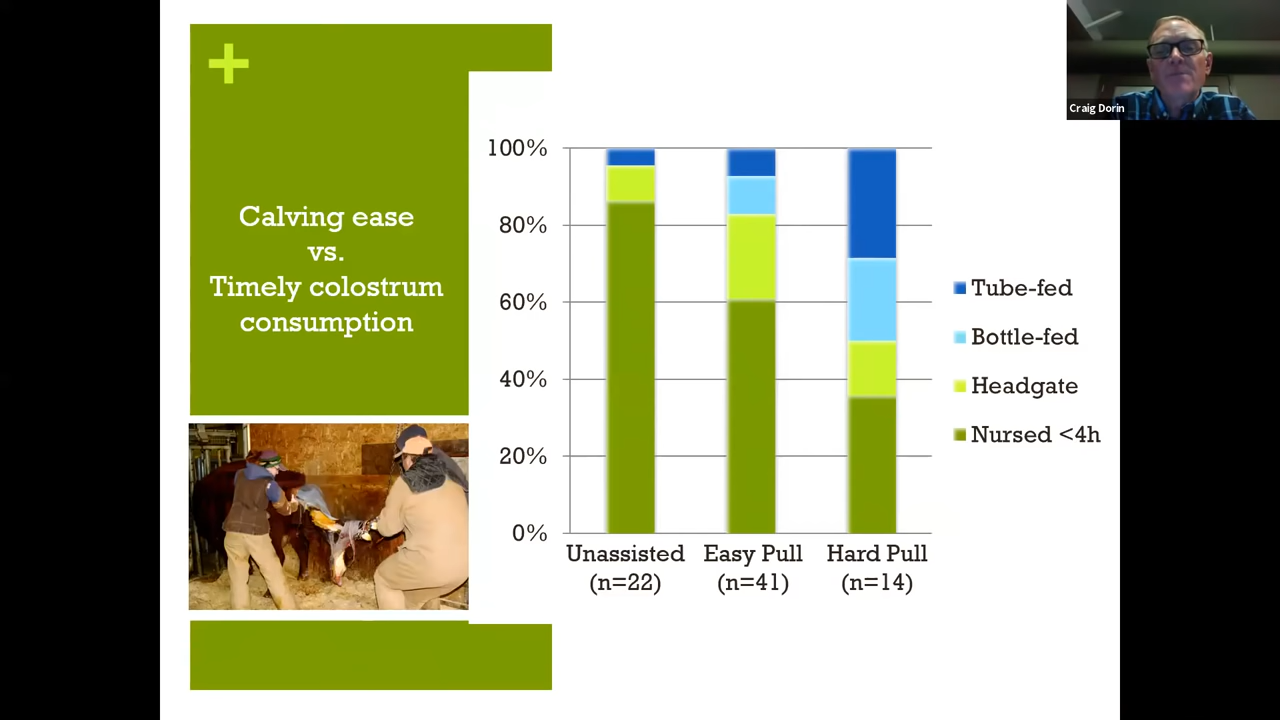 +
Calving ease
vs.
Timely colostrum
consumption
100%
80%
60%
40%
20%
0%
Unassisted
(n=22)
Easy Pull
(n=41)
Hard Pull
(n=14)
Tube-fed
Bottle-fed
Headgate
Nursed <4h
Craig Dorin